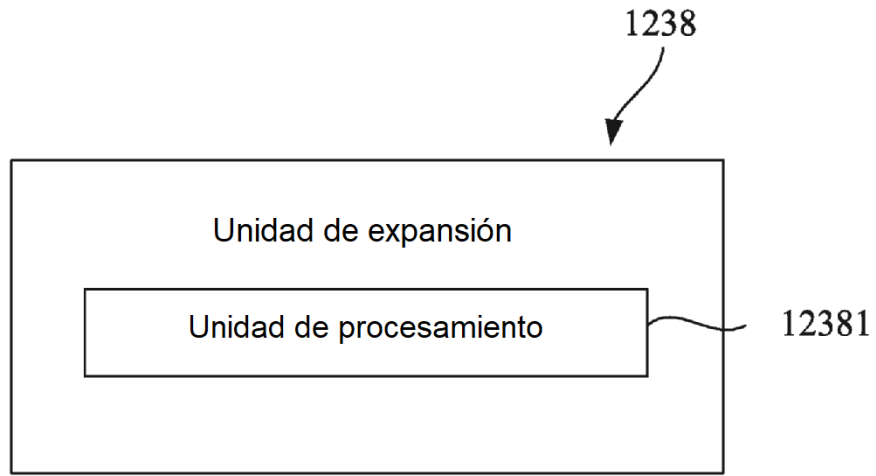 1238
Unidad de expansión
Unidad de procesamiento
12381